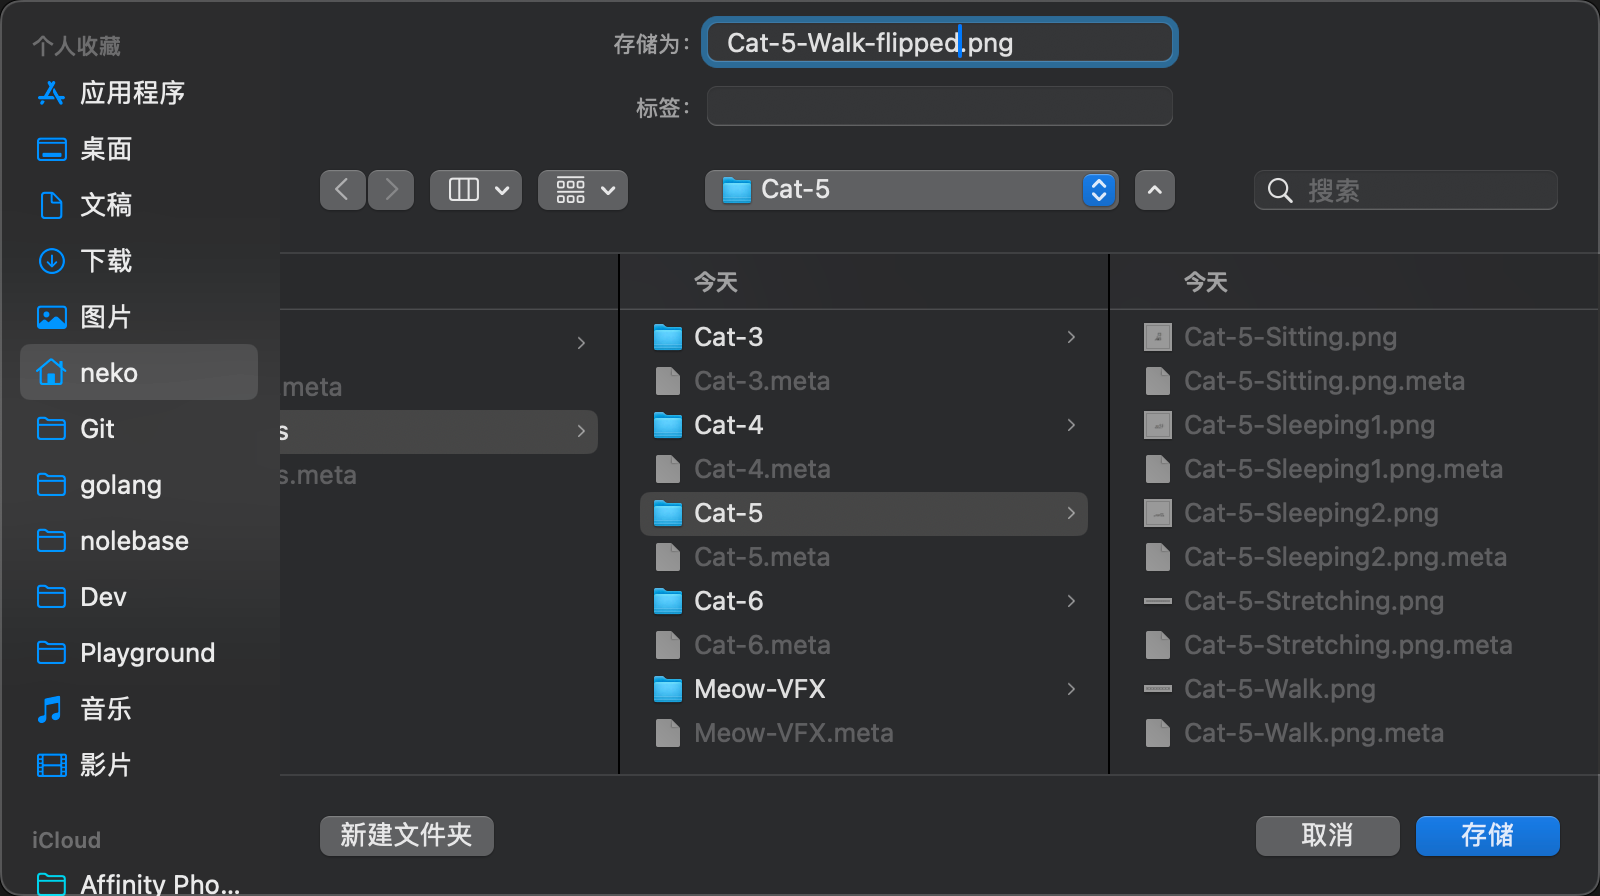 个人收藏
应用程序
桌面
文稿
下载
图片
neko
Git
golang
nolebase
Dev
Playground
音乐
影片
iCloud
Affinity Pho...
存储为：
Cat-5-Walk-flipped.png
标签：
Cat-5
搜索
meta
s
s.meta
今天
Cat-3
Cat-3.meta
Cat-4
Cat-4.meta
Cat-5
Cat-5.meta
Cat-6
Cat-6.meta
Meow-VFX
Meow-VFX.meta
今天
Cat-5-Sitting.png
Cat-5-Sitting.png.meta
Cat-5-Sleeping1.png
Cat-5-Sleeping1.png.meta
Cat-5-Sleeping2.png
Cat-5-Sleeping2.png.meta
Cat-5-Stretching.png
Cat-5-Stretching.png.meta
Cat-5-Walk.png
Cat-5-Walk.png.meta
新建文件夹
取消
存储